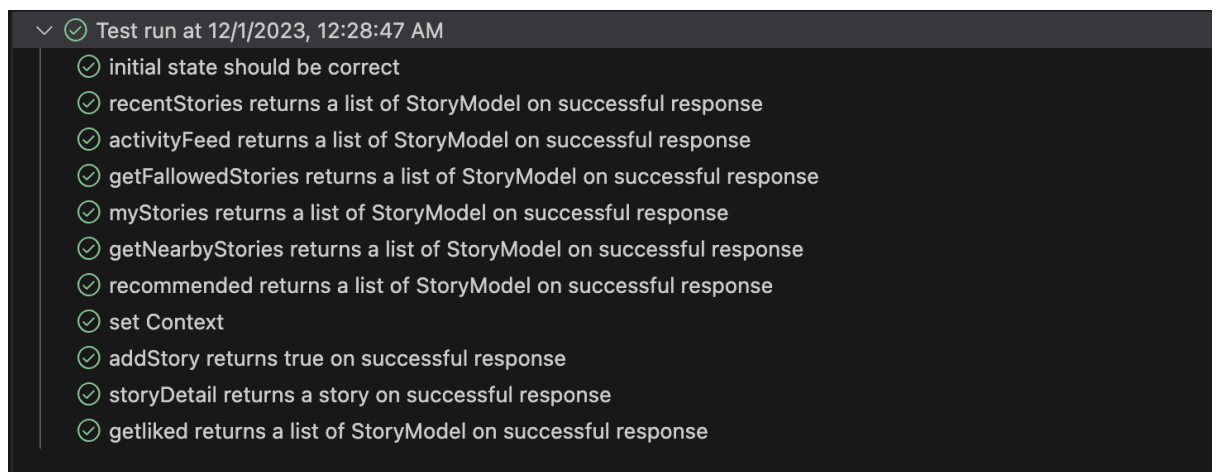 Test run at 12/1/2023, 12:28:47 AM
initial state should be correct
recentStories returns a list of StoryModel on successful response
activityFeed returns a list of StoryModel on successful response
getFallowedStories returns a list of StoryModel on successful response
myStories returns a list of StoryModel on successful response
getNearbyStories returns a list of StoryModel on successful response
recommended returns a list of StoryModel on successful response
set Context
addStory returns true on successful response
storyDetail returns a story on successful response
getliked returns a list of StoryModel on successful response